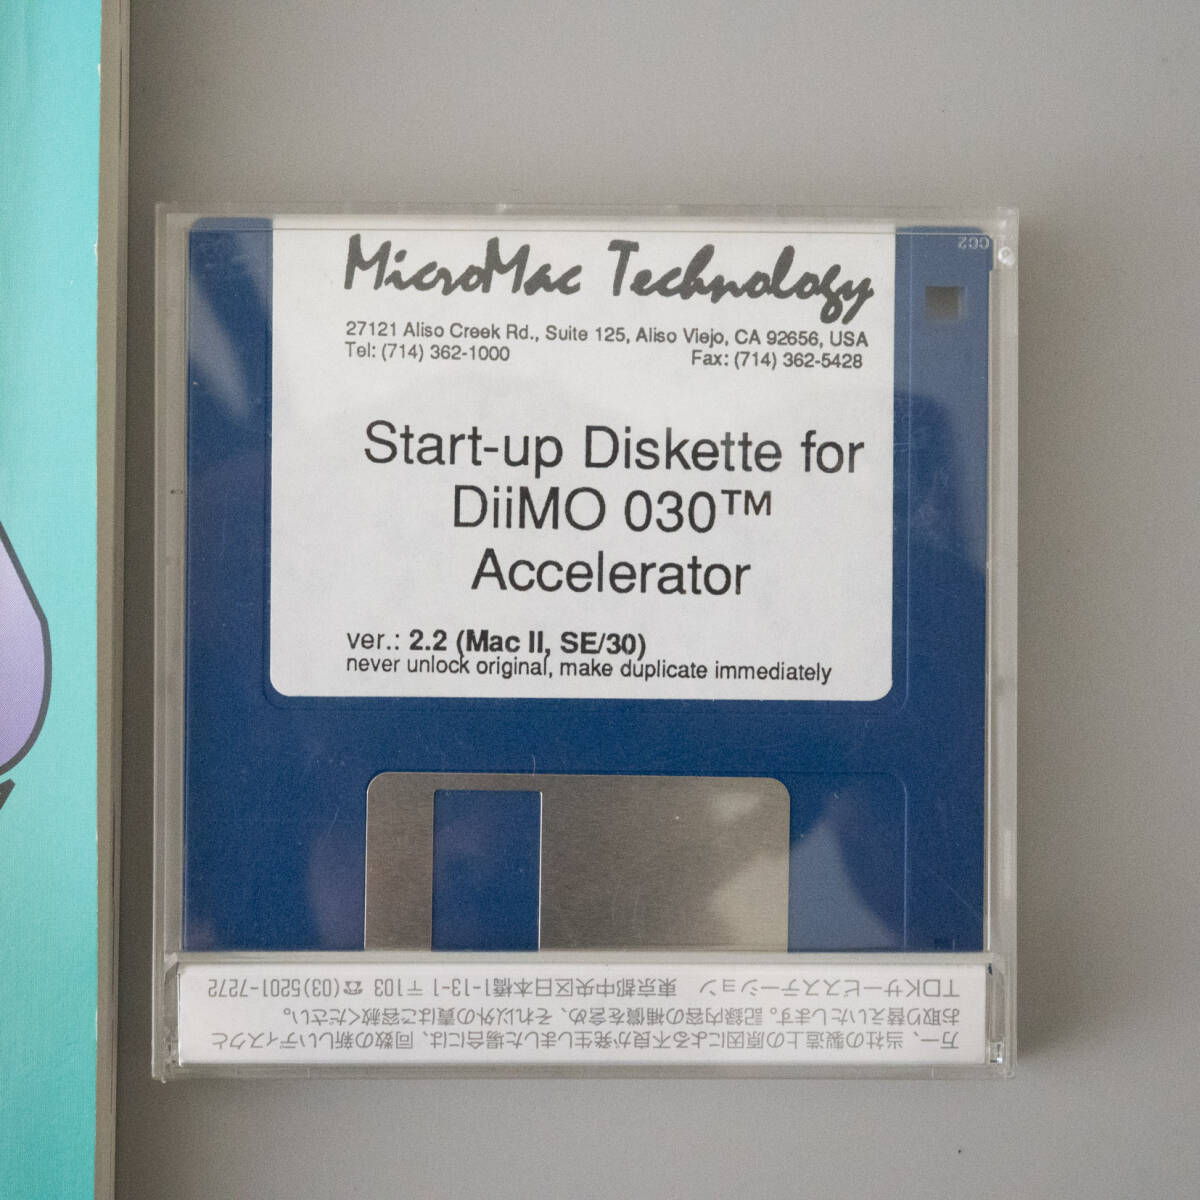 MicroMac Technology
27121 Aliso Creek Rd., Suite 125, Aliso Viejo, CA 92656, USA
Tel: (714) 362-1000 Fax: (714) 362-5428
Start-up Diskette for
DiiMO 030™
Accelerator
ver.: 2.2 (Mac II, SE/30)
never unlock original, make duplicate immediately
万一、当社の製造上の原因による不良が発生しました場合には、同数の新しいディスクと
お取り替えいたします。記録内容の補償を含め、それ以外の責はご容赦ください。
TDKサービスステーション 東京都中央区日本橋1-13-1 〒103 ☎(03)5201-7272